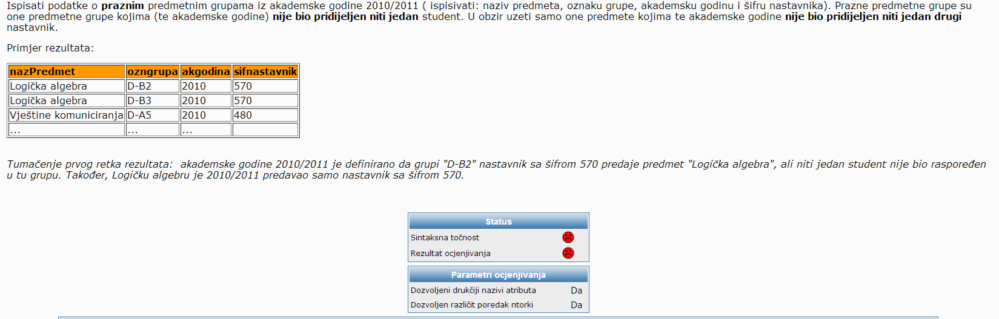 Ispisati podatke o praznim predmetnim grupama iz akademske godine 2010/2011 ( ispisivati: naziv predmeta, oznaku grupe, akademsku godinu i šifru nastavnika). Prazne predmetne grupe su
one predmetne grupe kojima (te akademske godine) nije bio pridijeljen niti jedan student. U obzir uzeti samo one predmete kojima te akademske godine nije bio pridijeljen niti jedan drugi
nastavnik.
Primjer rezultata:
nazPredmet ozngrupa akgodina sifnastavnik
Logička algebra D-B2 2010 570
Logička algebra D-B3 2010 570
Vještine komuniciranja D-A5 2010 480
... ... ...
Tumačenje prvog retka rezultata: akademske godine 2010/2011 je definirano da grupi "D-B2" nastavnik sa šifrom 570 predaje predmet "Logička algebra", ali niti jedan student nije bio raspoređen
u tu grupu. Također, Logičku algebru je 2010/2011 predavao samo nastavnik sa šifrom 570.
Status
Sintaksna točnost
Rezultat ocjenjivanja
Parametri ocjenjivanja
Dozvoljeni drukčiji nazivi atributa Da
Dozvoljen različit poredak ntorki Da